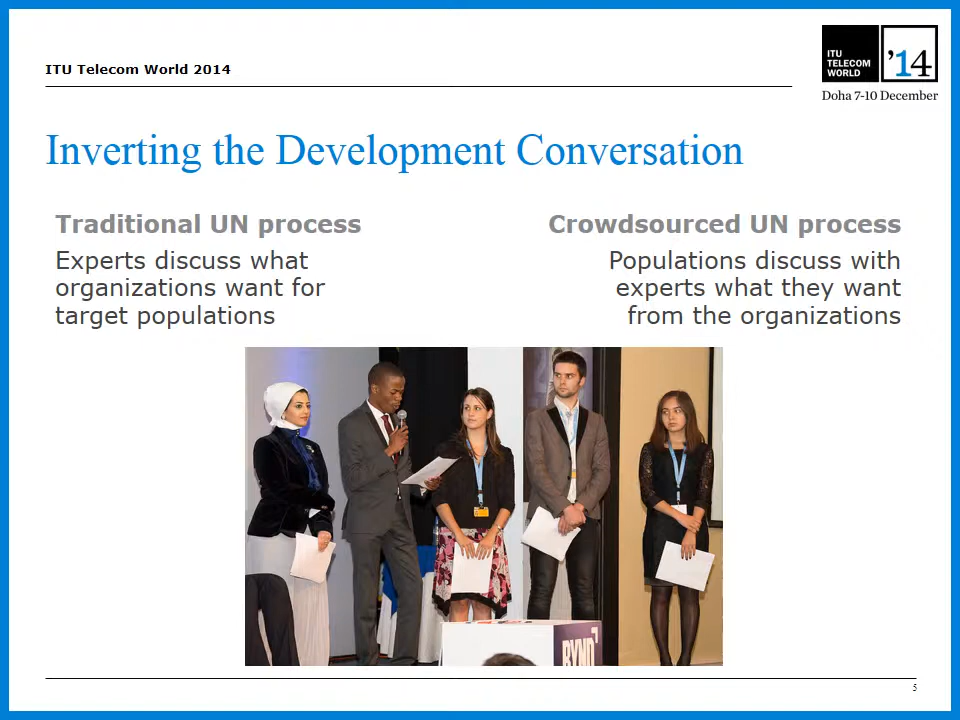 ITU Telecom World 2014
ITU
TELECOM
WORLD
’14
Doha 7-10 December
Inverting the Development Conversation
Traditional UN process
Experts discuss what
organizations want for
target populations
Crowdsourced UN process
Populations discuss with
experts what they want
from the organizations
BYND
5